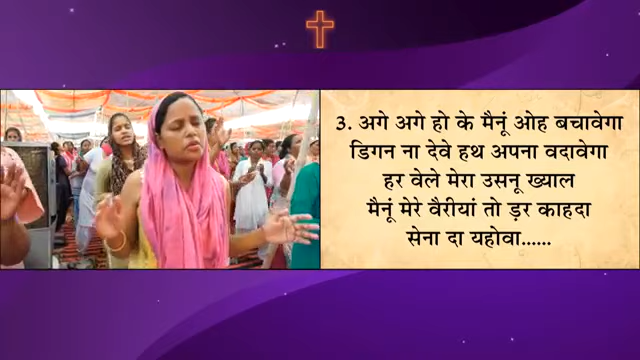 3. अगे अगे हो के मैनूं ओह बचावेगा
डिगन ना देवे हथ अपना वदावेगा
हर वेले मेरा उसनू ख्याल
मैनूं मेरे वैरीयां तो ड़र काहदा
सेना दा यहोवा......